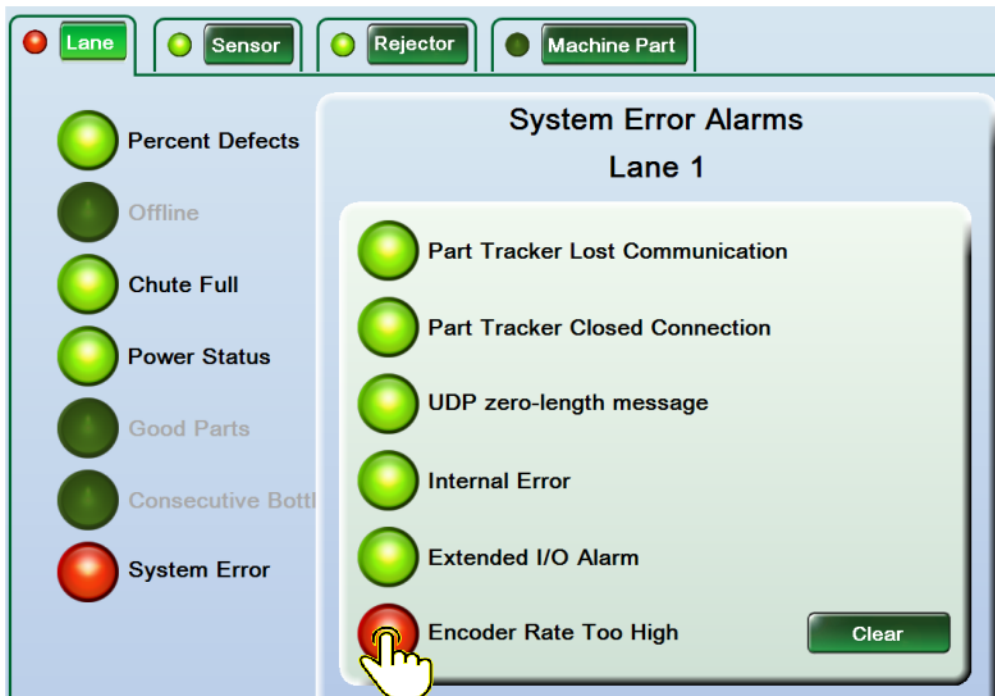 Lane
Sensor
Rejector
Machine Part
Percent Defects
Offline
Chute Full
Power Status
Good Parts
Consecutive Bottl
System Error
System Error Alarms
Lane 1
Part Tracker Lost Communication
Part Tracker Closed Connection
UDP zero-length message
Internal Error
Extended I/O Alarm
Encoder Rate Too High
Clear